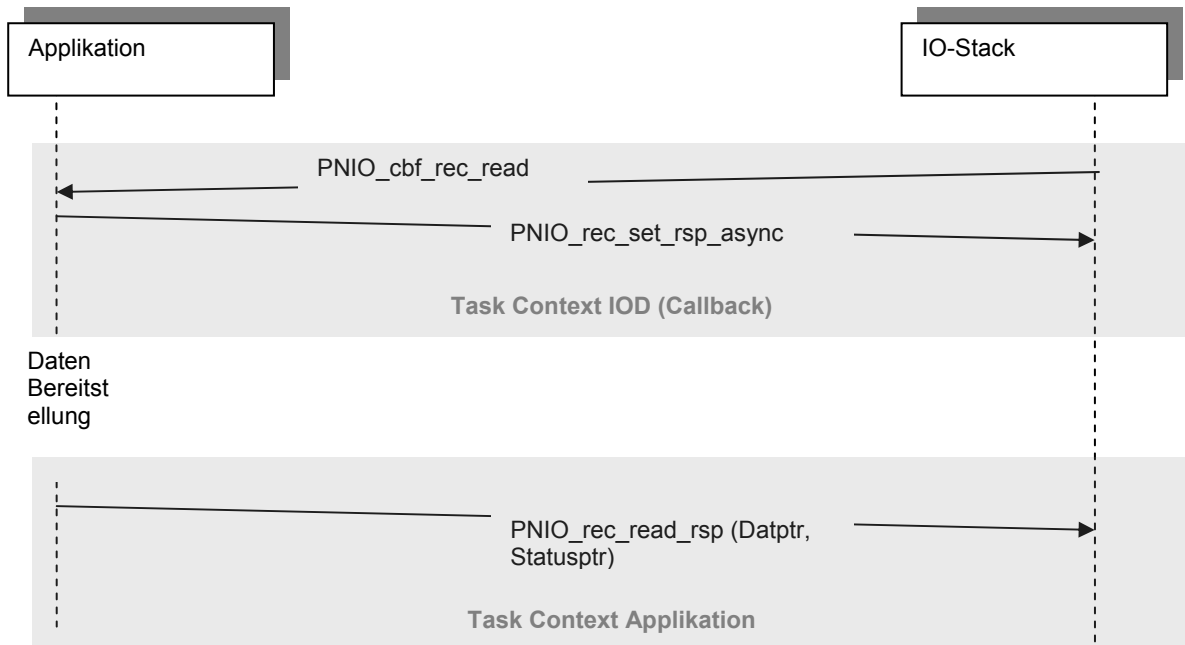 Applikation
IO-Stack
PNIO_cbf_rec_read
PNIO_rec_set_rsp_async
Task Context IOD (Callback)
Daten
Bereitst
ellung
PNIO_rec_read_rsp (Datptr,
Statusptr)
Task Context Applikation